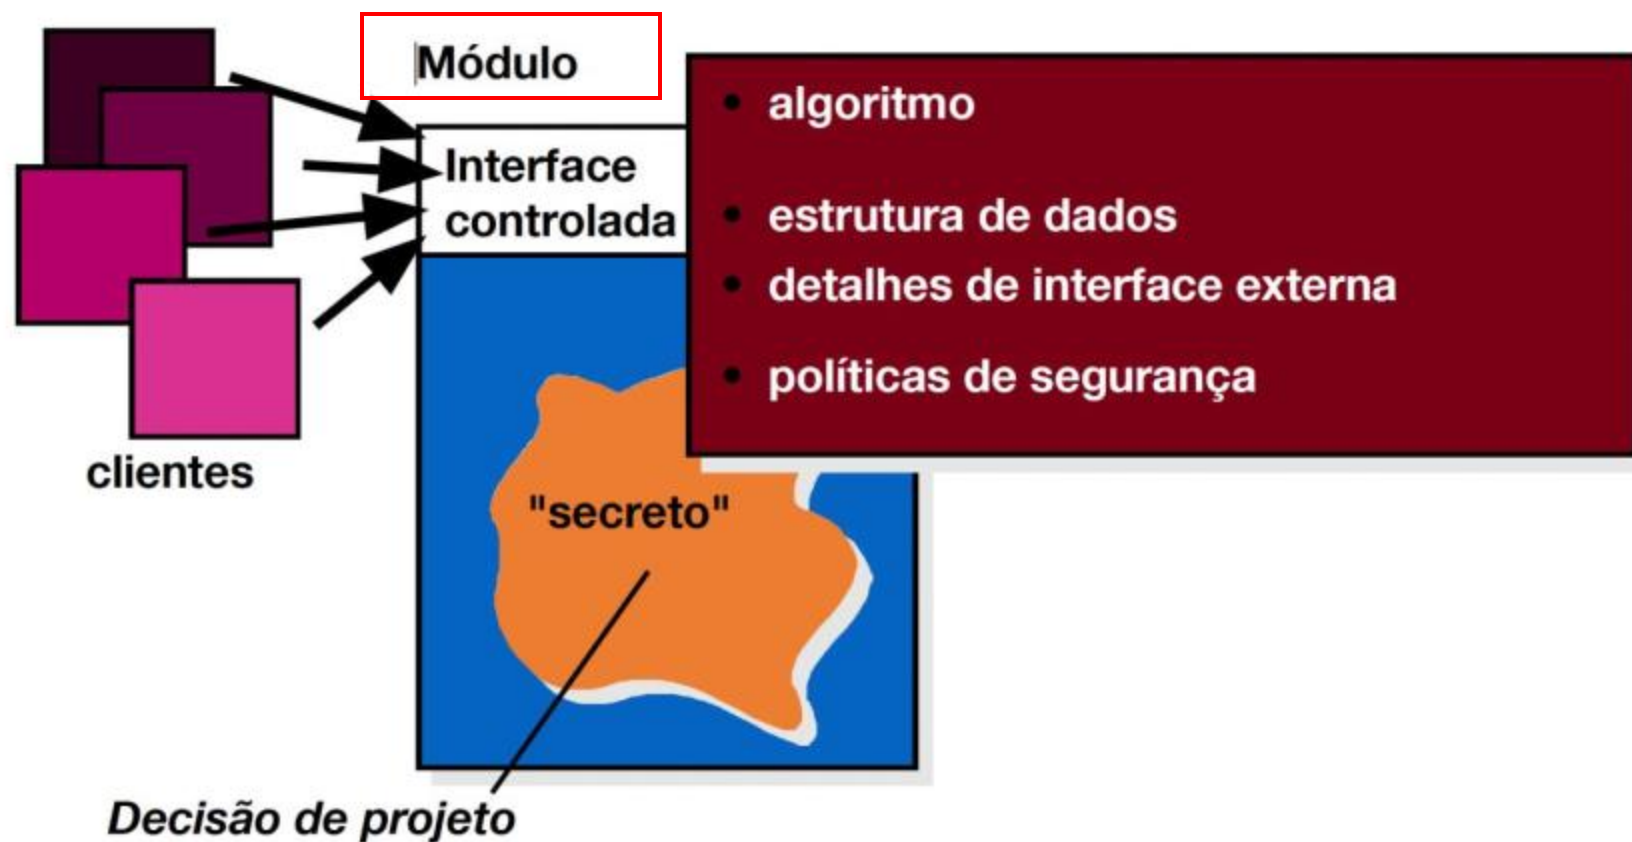 Módulo
Interface
controlada
• algoritmo
• estrutura de dados
• detalhes de interface externa
• políticas de segurança
clientes
"secreto"
Decisão de projeto